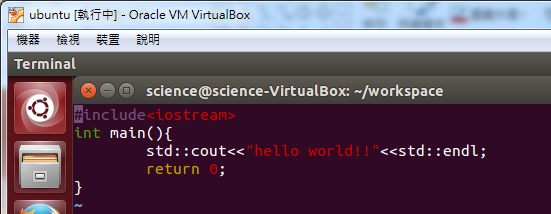 ubuntu [執行中] - Oracle VM VirtualBox
機器 檢視 裝置 說明
Terminal
science@science-VirtualBox: ~/workspace
#include<iostream>
int main(){
        std::cout<<"hello world!!"<<std::endl;
        return 0;
}
~